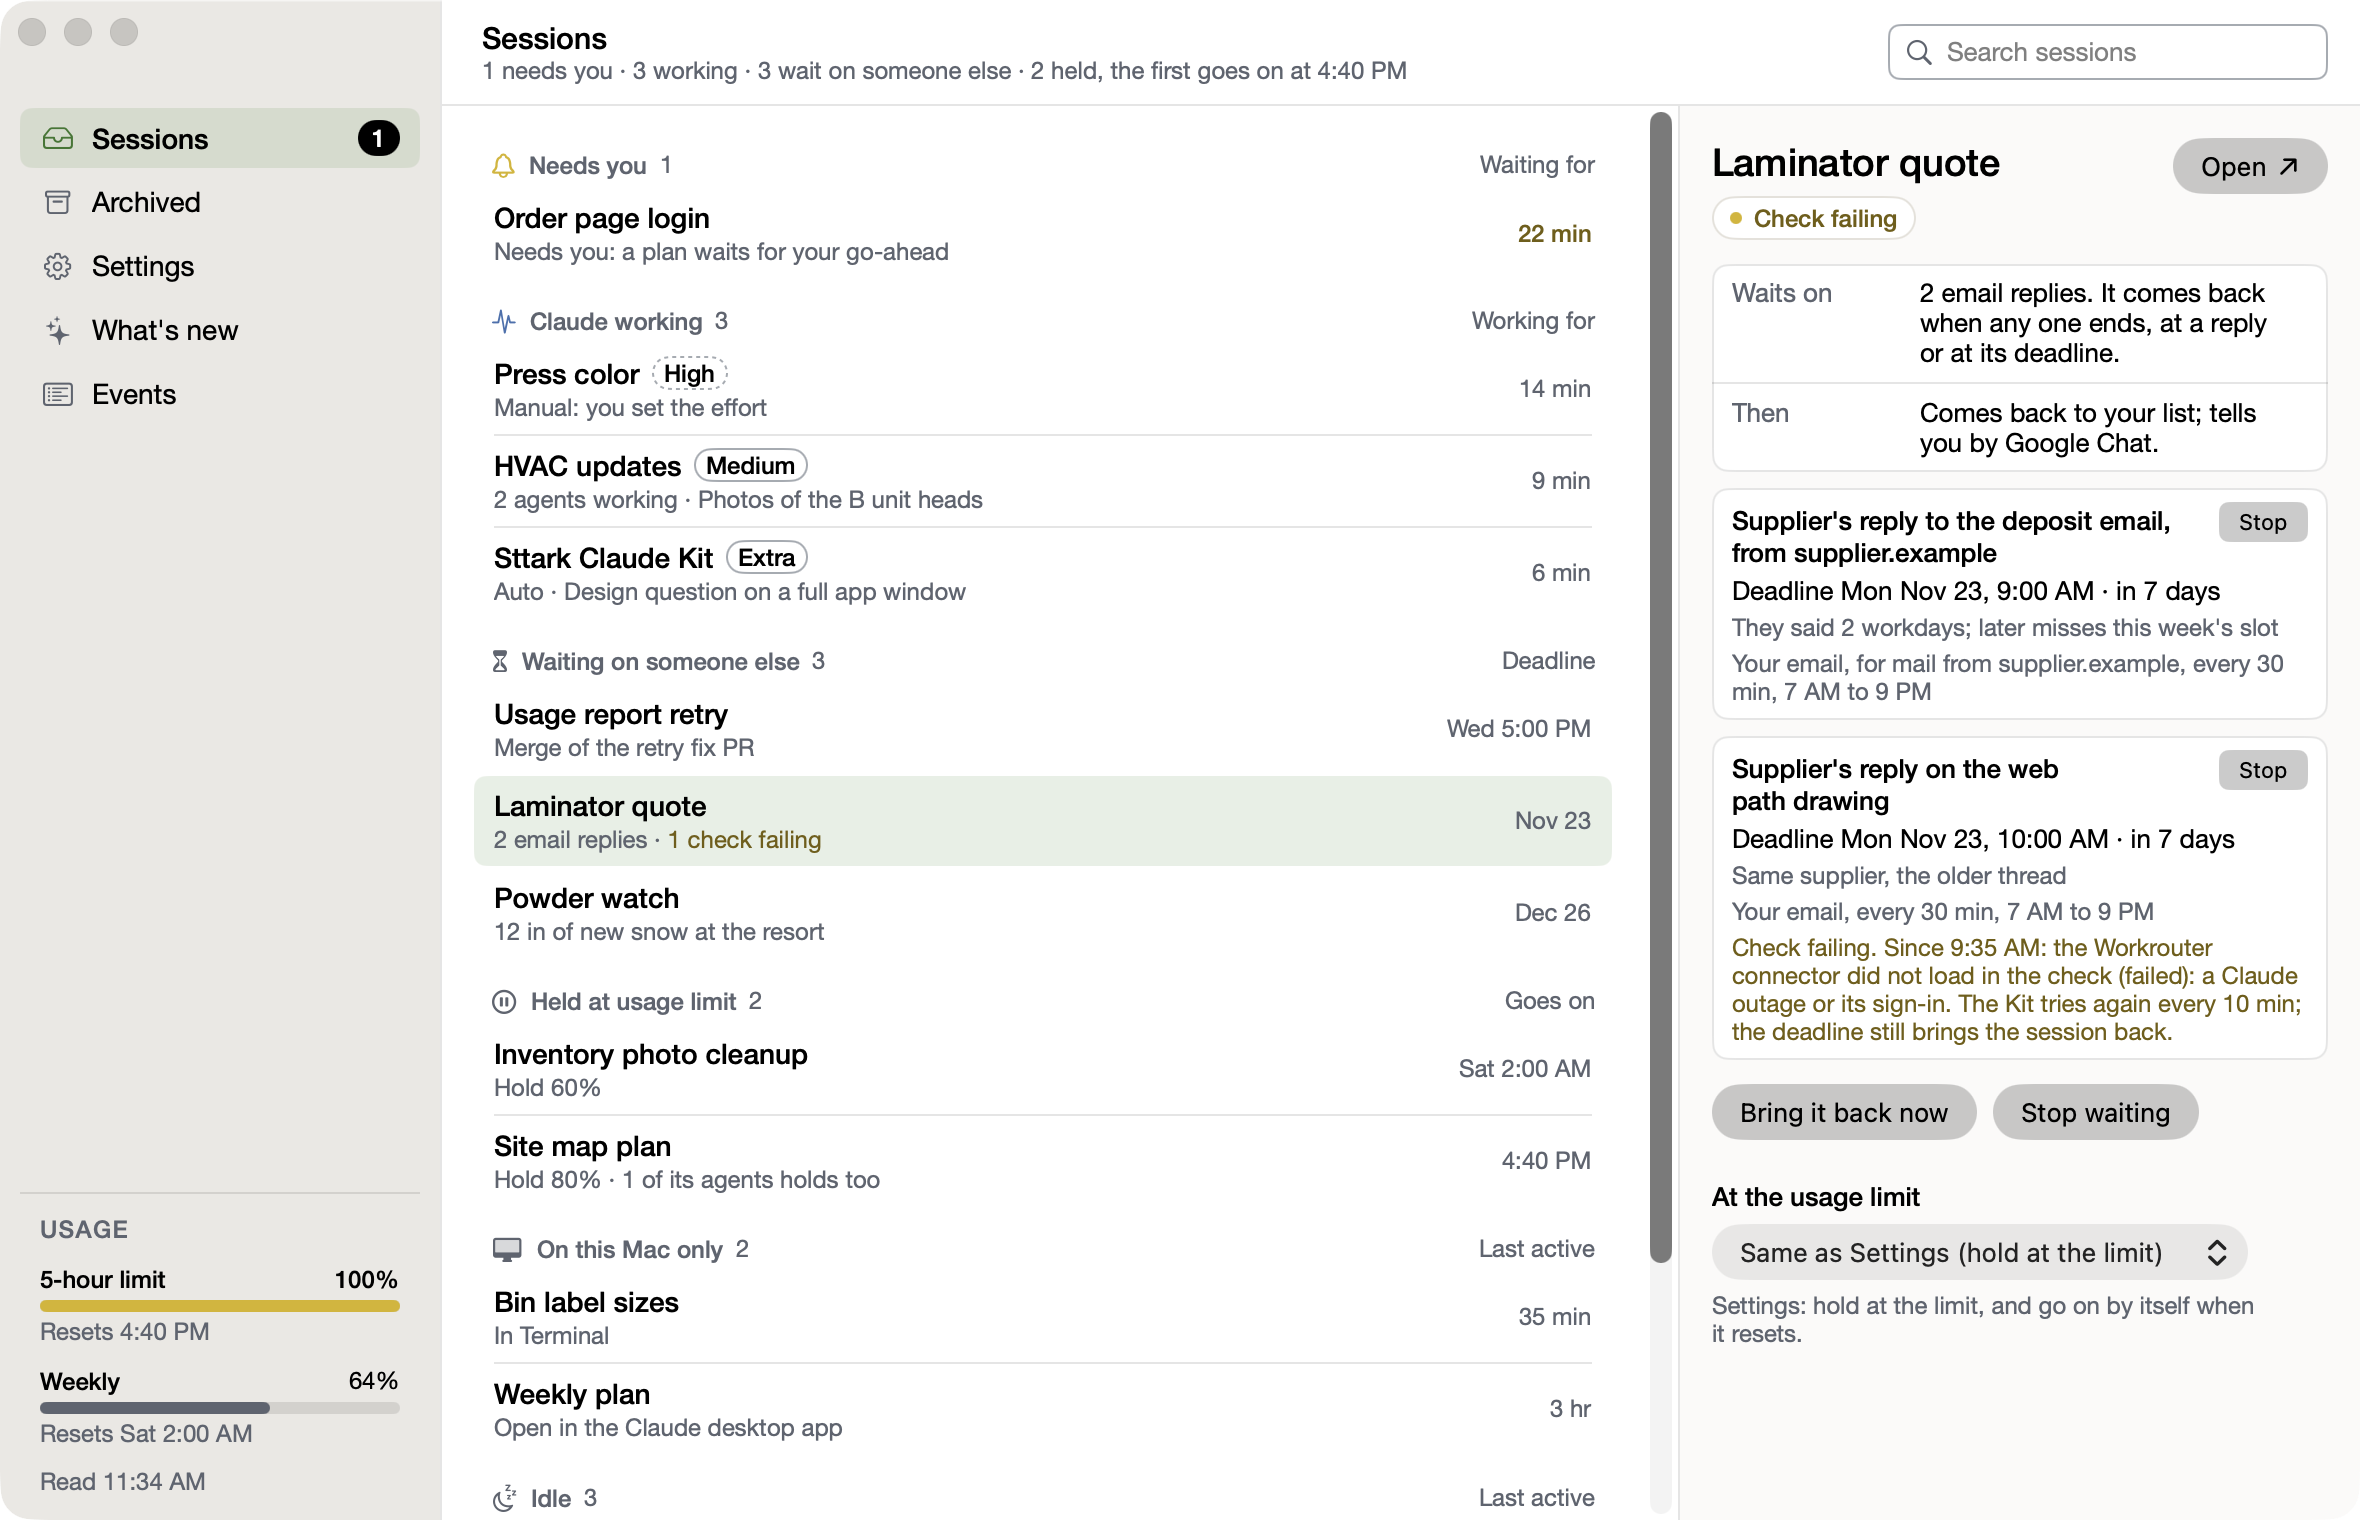 Sessions
1 needs you · 3 working · 3 wait on someone else · 2 held, the first goes on at 4:40 PM
Search sessions
Sessions 1
Archived
Settings
What's new
Events
USAGE
5-hour limit 100%
Resets 4:40 PM
Weekly 64%
Resets Sat 2:00 AM
Read 11:34 AM
Needs you 1 Waiting for
Order page login
Needs you: a plan waits for your go-ahead
22 min
Claude working 3 Working for
Press color High
Manual: you set the effort
14 min
HVAC updates Medium
2 agents working · Photos of the B unit heads
9 min
Sttark Claude Kit Extra
Auto · Design question on a full app window
6 min
Waiting on someone else 3 Deadline
Usage report retry
Merge of the retry fix PR
Wed 5:00 PM
Laminator quote
2 email replies · 1 check failing
Nov 23
Powder watch
12 in of new snow at the resort
Dec 26
Held at usage limit 2 Goes on
Inventory photo cleanup
Hold 60%
Sat 2:00 AM
Site map plan
Hold 80% · 1 of its agents holds too
4:40 PM
On this Mac only 2 Last active
Bin label sizes
In Terminal
35 min
Weekly plan
Open in the Claude desktop app
3 hr
Idle 3 Last active
Laminator quote
Open
Check failing
Waits on
2 email replies. It comes back
when any one ends, at a reply
or at its deadline.
Then
Comes back to your list; tells
you by Google Chat.
Supplier's reply to the deposit email,
from supplier.example
Stop
Deadline Mon Nov 23, 9:00 AM · in 7 days
They said 2 workdays; later misses this week's slot
Your email, for mail from supplier.example, every 30
min, 7 AM to 9 PM
Supplier's reply on the web
path drawing
Stop
Deadline Mon Nov 23, 10:00 AM · in 7 days
Same supplier, the older thread
Your email, every 30 min, 7 AM to 9 PM
Check failing. Since 9:35 AM: the Workrouter
connector did not load in the check (failed): a Claude
outage or its sign-in. The Kit tries again every 10 min;
the deadline still brings the session back.
Bring it back now
Stop waiting
At the usage limit
Same as Settings (hold at the limit)
Settings: hold at the limit, and go on by itself when
it resets.